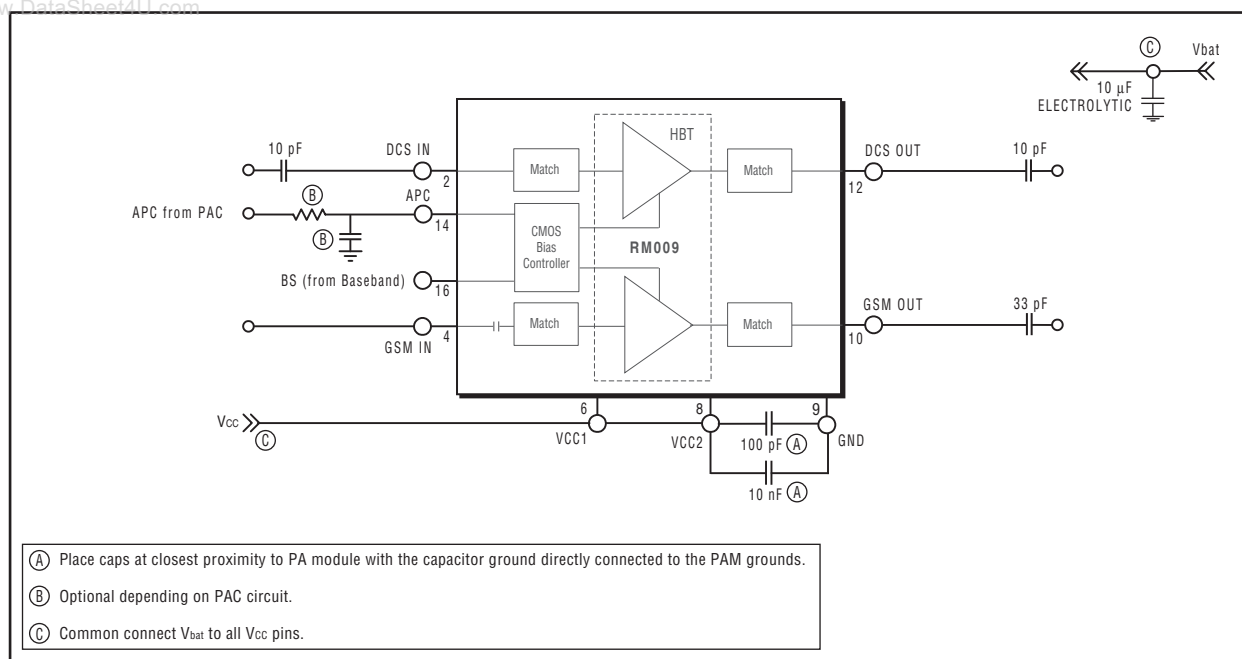 w.DataSheet4U.com
C
Vbat
10 µF
ELECTROLYTIC
HBT
10 pF
DCS IN
Match
Match
DCS OUT
10 pF
2
12
B
APC
APC from PAC
14
B
CMOS
Bias
Controller
RM009
BS (from Baseband)
16
GSM OUT
33 pF
Match
Match
4
10
GSM IN
6
8
9
Vcc
C
VCC1
VCC2
100 pF A
GND
10 nF A
A Place caps at closest proximity to PA module with the capacitor ground directly connected to the PAM grounds.
B Optional depending on PAC circuit.
C Common connect Vbat to all Vcc pins.